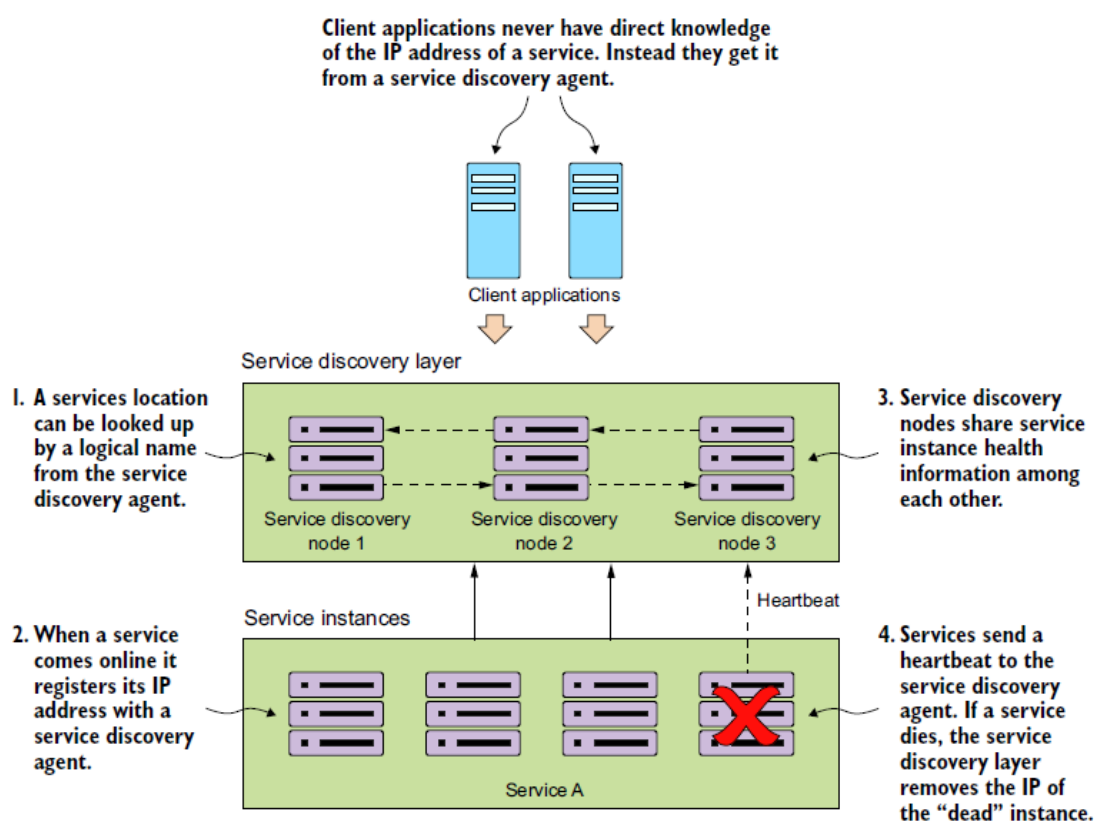 Client applications never have direct knowledge
of the IP address of a service. Instead they get it
from a service discovery agent.
Client applications
Service discovery layer
1. A services location
can be looked up
by a logical name
from the service
discovery agent.
Service discovery
node 1
Service discovery
node 2
Service discovery
node 3
3. Service discovery
nodes share service
instance health
information among
each other.
Heartbeat
Service instances
2. When a service
comes online it
registers its IP
address with a
service discovery
agent.
Service A
4. Services send a
heartbeat to the
service discovery
agent. If a service
dies, the service
discovery layer
removes the IP of
the “dead” instance.